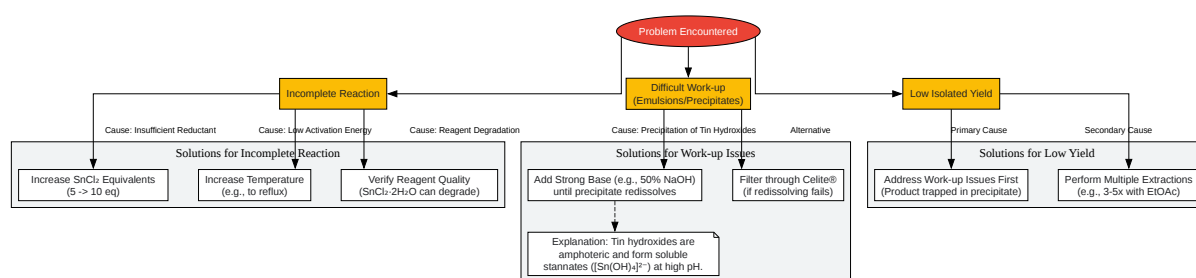 Problem Encountered
Incomplete Reaction
Difficult Work-up
(Emulsions/Precipitates)
Low Isolated Yield
Cause: Insufficient Reductant
Cause: Low Activation Energy
Cause: Reagent Degradation
Cause: Precipitation of Tin Hydroxides
Alternative
Primary Cause
Secondary Cause
Solutions for Incomplete Reaction
Increase SnCl₂ Equivalents
(5 -> 10 eq)
Increase Temperature
(e.g., to reflux)
Verify Reagent Quality
(SnCl₂·2H₂O can degrade)
Solutions for Work-up Issues
Add Strong Base (e.g., 50% NaOH)
until precipitate redissolves
Filter through Celite®
(if redissolving fails)
Explanation: Tin hydroxides are
amphoteric and form soluble
stannates ([Sn(OH)₄]²⁻) at high pH.
Solutions for Low Yield
Address Work-up Issues First
(Product trapped in precipitate)
Perform Multiple Extractions
(e.g., 3-5x with EtOAc)